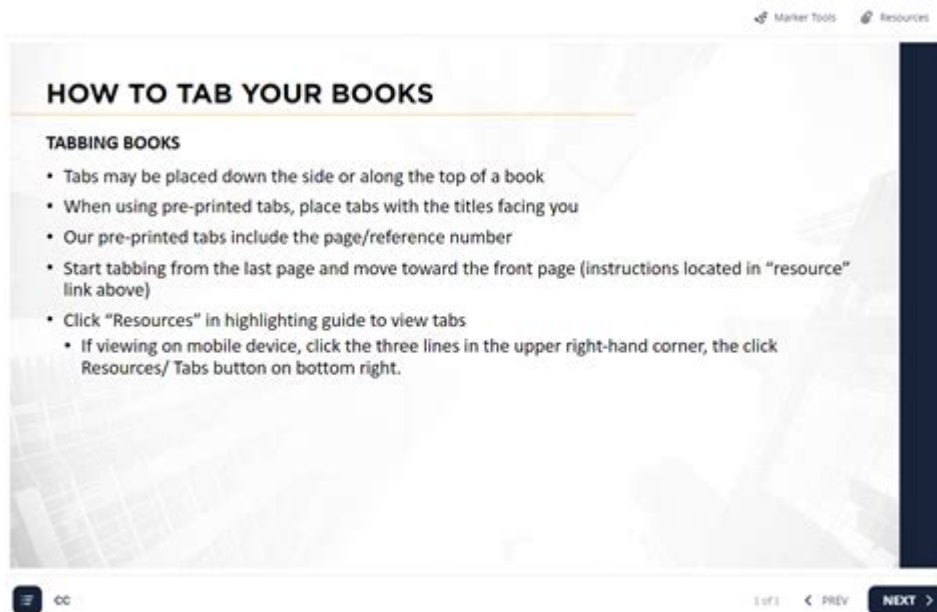 Marker Tools
Resources
HOW TO TAB YOUR BOOKS
TABBING BOOKS
• Tabs may be placed down the side or along the top of a book
• When using pre-printed tabs, place tabs with the titles facing you
• Our pre-printed tabs include the page/reference number
• Start tabbing from the last page and move toward the front page (instructions located in “resource”
link above)
• Click “Resources” in highlighting guide to view tabs
• If viewing on mobile device, click the three lines in the upper right-hand corner, the click
Resources/ Tabs button on bottom right.
CC
1 of 1
PREV
NEXT